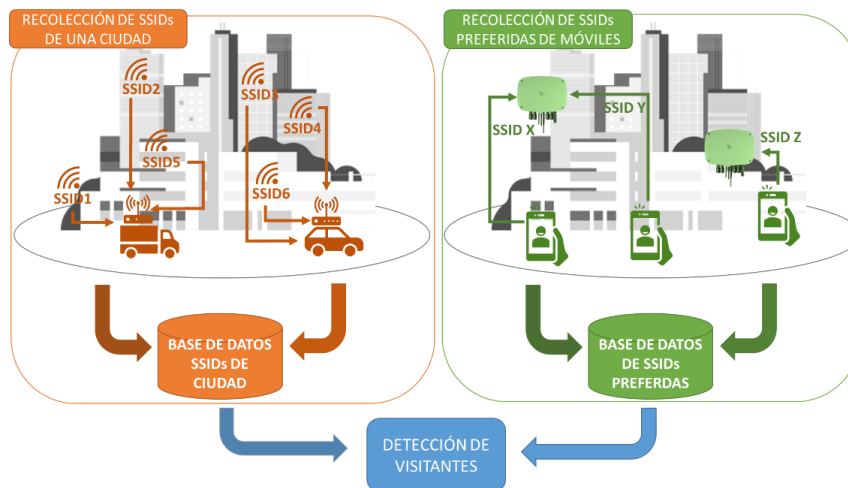 RECOLECCIÓN DE SSIDs
DE UNA CIUDAD
SSID2
SSID3
SSID4
SSID5
SSID1
SSID6
BASE DE DATOS
SSIDs DE
CIUDAD
RECOLECCIÓN DE SSIDs
PREFERIDAS DE MÓVILES
SSID Y
SSID X
SSID Z
BASE DE DATOS
DE SSIDs
PREFERDAS
DETECCIÓN DE
VISITANTES